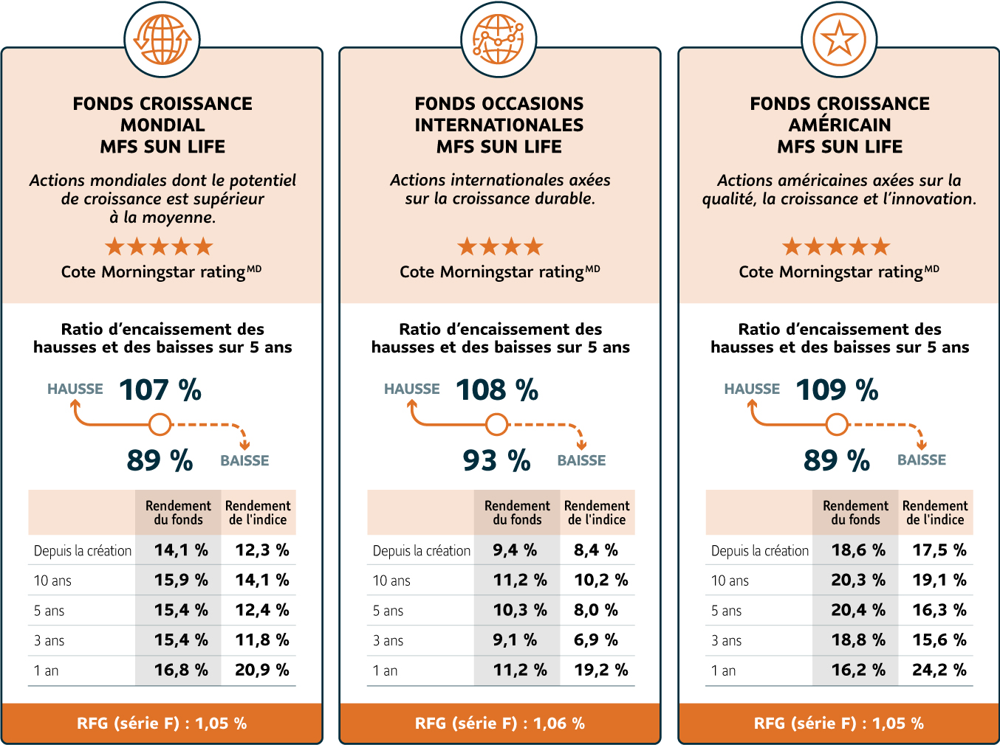 FONDS CROISSANCE
MONDIAL
MFS SUN LIFE
Actions mondiales dont le potentiel
de croissance est supérieur
à la moyenne.
Cote Morningstar rating MD
Ratio d’encaissement des
hausses et des baisses sur 5 ans
HAUSSE 107 %
89 % BAISSE
Rendement du fonds Rendement de l'indice
Depuis la création 14,1 % 12,3 %
10 ans 15,9 % 14,1 %
5 ans 15,4 % 12,4 %
3 ans 15,4 % 11,8 %
1 an 16,8 % 20,9 %
RFG (série F) : 1,05 %
FONDS OCCASIONS
INTERNATIONALES
MFS SUN LIFE
Actions internationales axées
sur la croissance durable.
Cote Morningstar rating MD
Ratio d’encaissement des
hausses et des baisses sur 5 ans
HAUSSE 108 %
93 % BAISSE
Rendement du fonds Rendement de l'indice
Depuis la création 9,4 % 8,4 %
10 ans 11,2 % 10,2 %
5 ans 10,3 % 8,0 %
3 ans 9,1 % 6,9 %
1 an 11,2 % 19,2 %
RFG (série F) : 1,06 %
FONDS CROISSANCE
AMÉRICAIN
MFS SUN LIFE
Actions américaines axées sur la
qualité, la croissance et l’innovation.
Cote Morningstar rating MD
Ratio d’encaissement des
hausses et des baisses sur 5 ans
HAUSSE 109 %
89 % BAISSE
Rendement du fonds Rendement de l'indice
Depuis la création 18,6 % 17,5 %
10 ans 20,3 % 19,1 %
5 ans 20,4 % 16,3 %
3 ans 18,8 % 15,6 %
1 an 16,2 % 24,2 %
RFG (série F) : 1,05 %